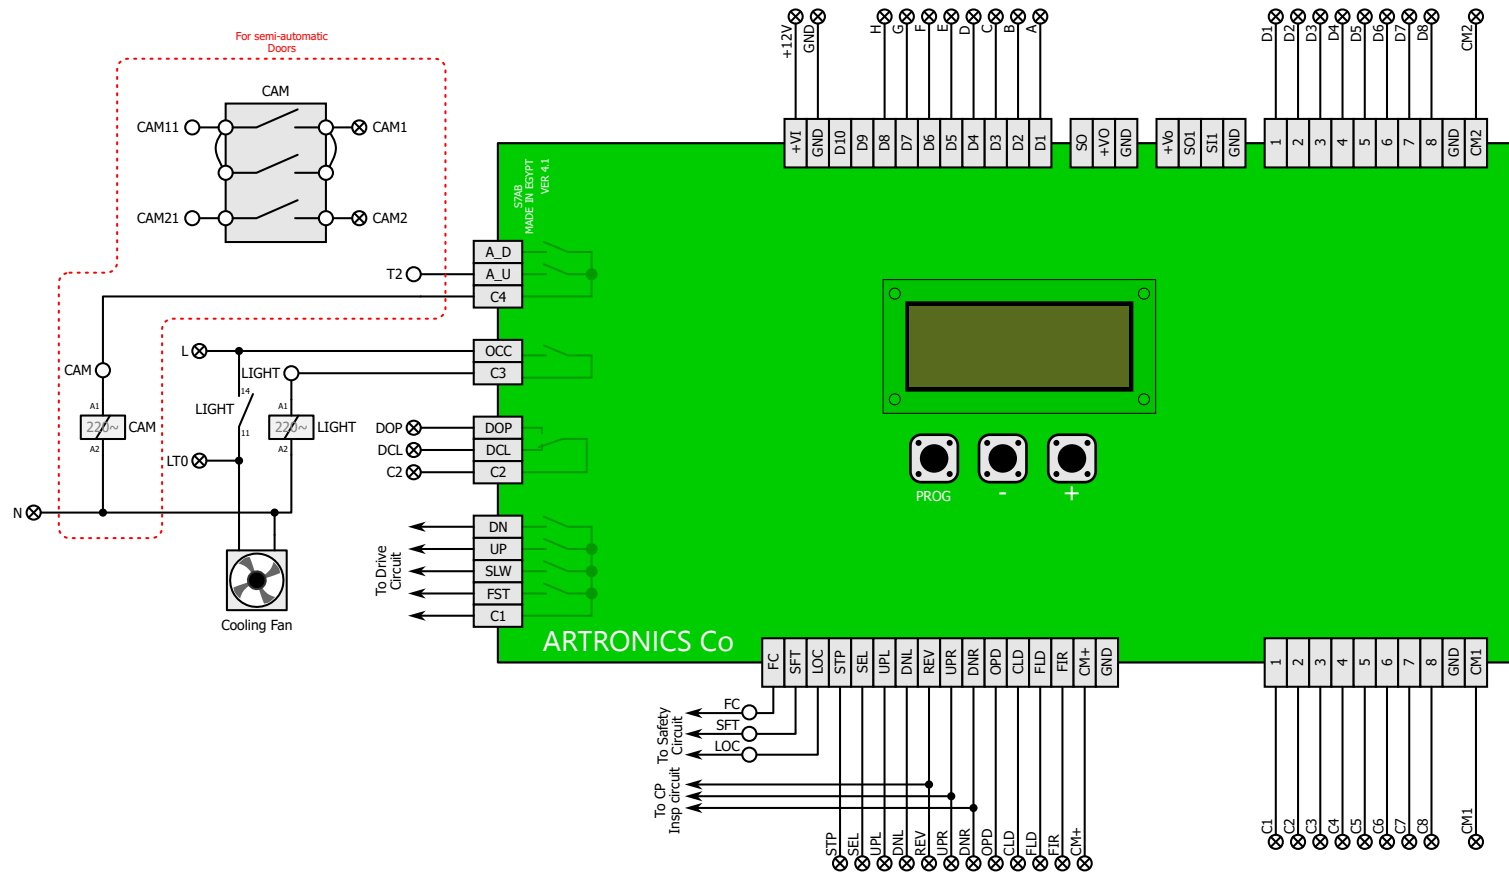 For semi-automatic
Doors
CAM
CAM11
CAM1
CAM21
CAM2
T2
L
CAM
LIGHT
A1
220~
A2
CAM
14
LIGHT
11
A1
220~
A2
LIGHT
LT0
N
Cooling Fan
DOP
DCL
C2
To Drive
Circuit
A_D
A_U
C4
OCC
C3
DOP
DCL
C2
DN
UP
SLW
FST
C1
S7AB
MADE IN EGYPT
VER 4.1
+12V
GND
H
G
F
E
D
C
B
A
+VI
GND
D10
D9
D8
D7
D6
D5
D4
D3
D2
D1
SO
+VO
GND
+Vo
SO1
SI1
GND
D1
D2
D3
D4
D5
D6
D7
D8
CM2
1
2
3
4
5
6
7
8
GND
CM2
PROG
-
+
ARTRONICS Co
FC
SFT
LOC
STP
SEL
UPL
DNL
REV
UPR
DNR
OPD
CLD
FLD
FIR
CM+
GND
FC
SFT
LOC
To Safety
Circuit
To CP
Insp circuit
STP
SEL
UPL
DNL
REV
UPR
DNR
OPD
CLD
FLD
FIR
CM+
1
2
3
4
5
6
7
8
GND
CM1
C1
C2
C3
C4
C5
C6
C7
C8
CM1